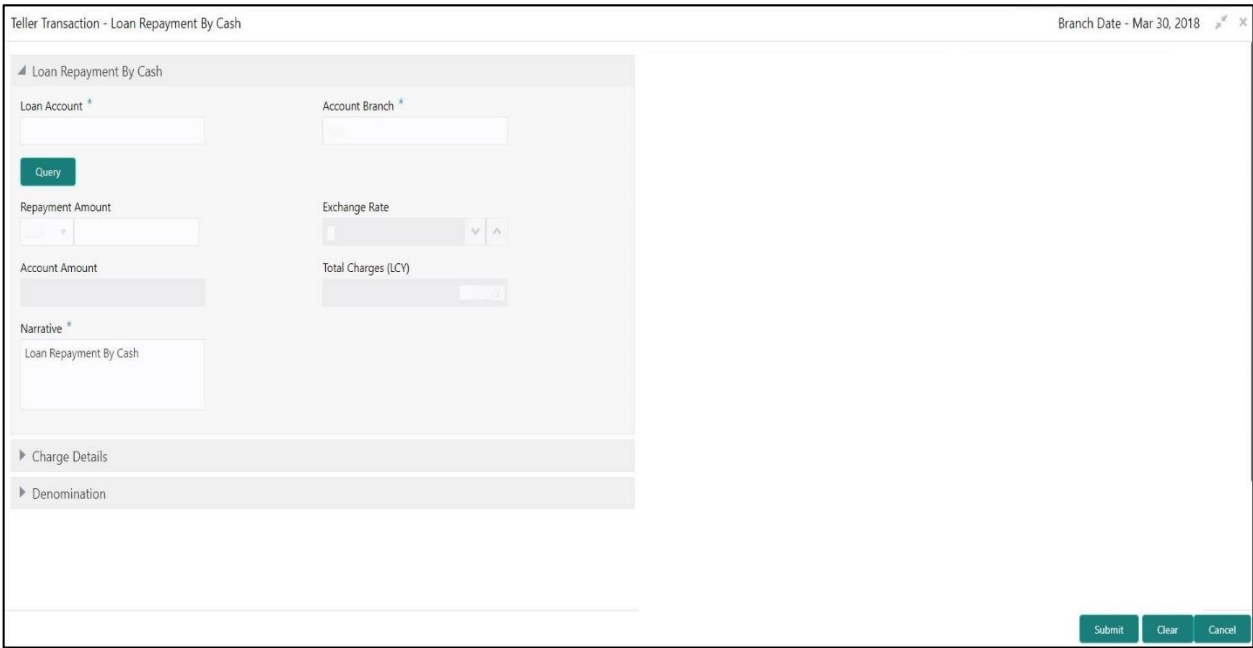 Teller Transaction - Loan Repayment By Cash
Branch Date - Mar 30, 2018
Loan Repayment By Cash
Loan Account *
Account Branch *
Query
Repayment Amount
Exchange Rate
Account Amount
Total Charges (LCY)
Narrative *
Loan Repayment By Cash
Charge Details
Denomination
Submit
Clear
Cancel